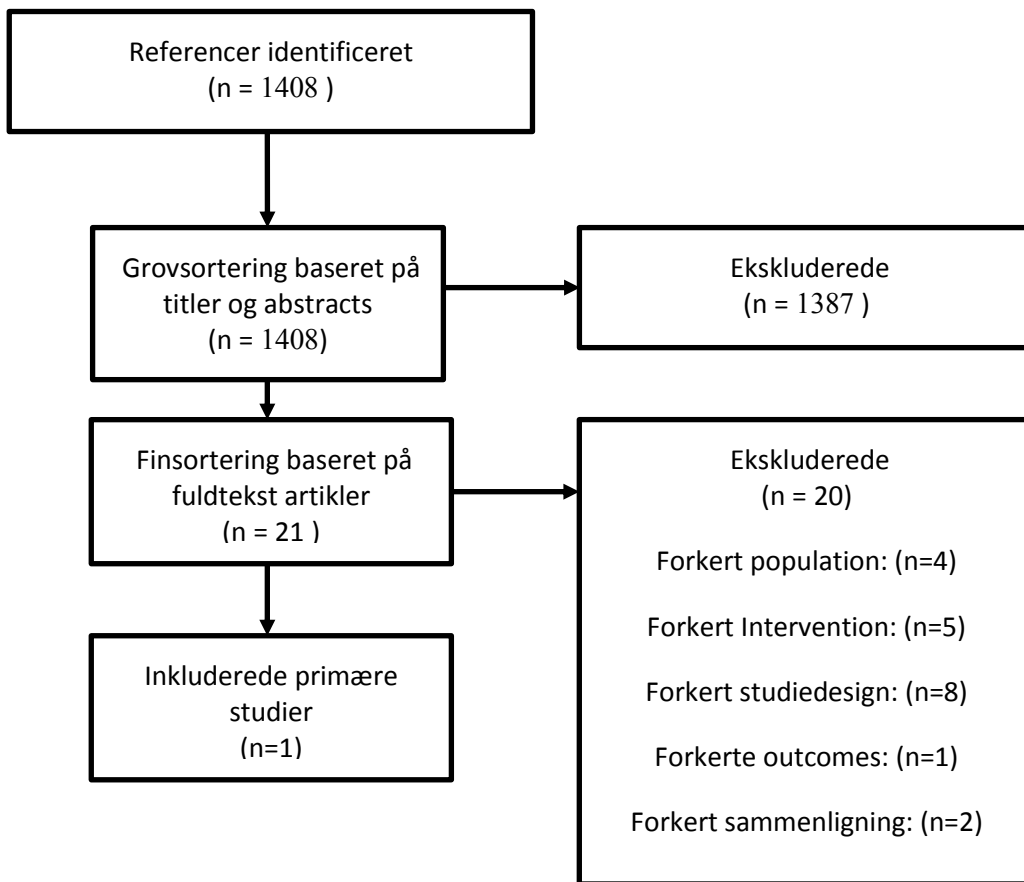 Referencer identificeret
(n = 1408 )
Grovsortering baseret på
titler og abstracts
(n = 1408)
Ekskluderede
(n = 1387 )
Finsortering baseret på
fuldtekst artikler
(n = 21 )
Ekskluderede
(n = 20)
Forkert population: (n=4)
Forkert Intervention: (n=5)
Forkert studiedesign: (n=8)
Forkerte outcomes: (n=1)
Forkert sammenligning: (n=2)
Inkluderede primære
studier
(n=1)